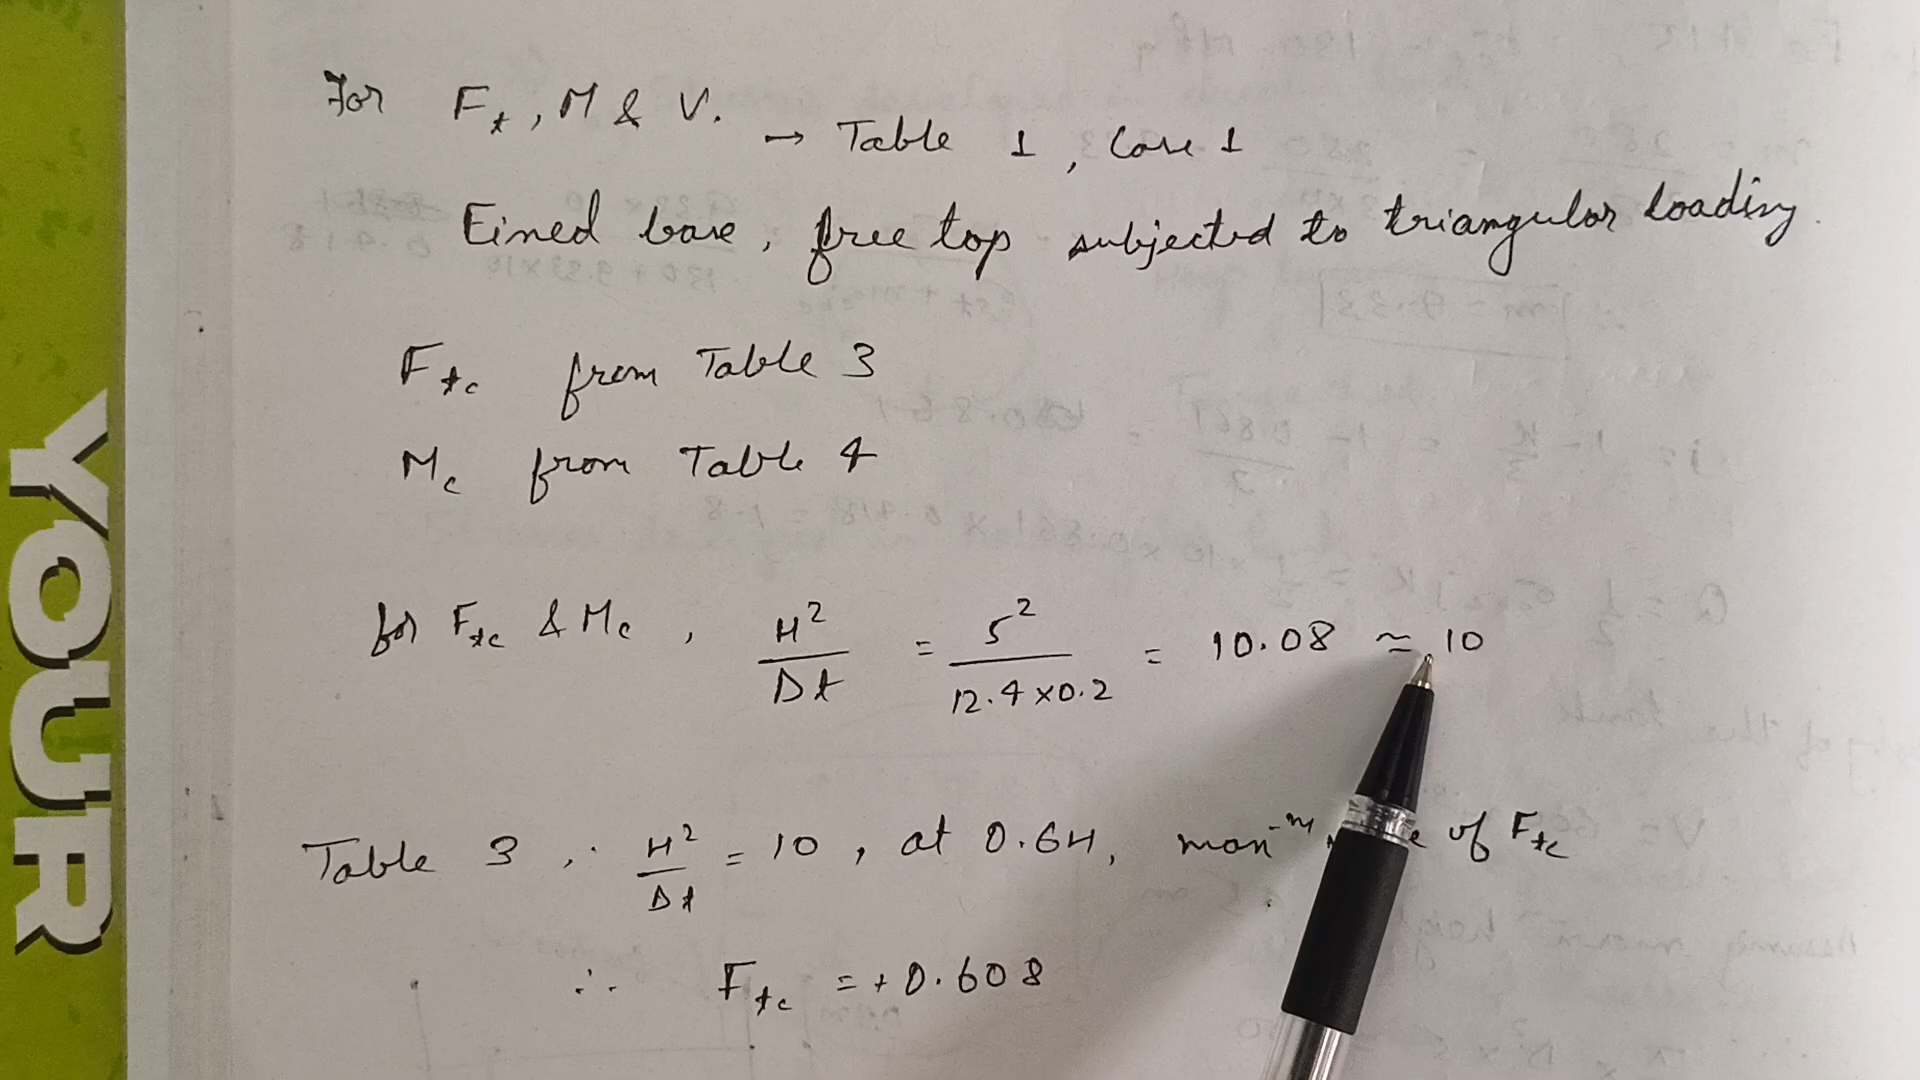 For Ft, M & V. → Table 1, Case 1
Fixed base, free top subjected to triangular loading.
Ftc from Table 3
Mc from Table 4
for Ftc & Mc, H²/Dt = 5²/12.4×0.2 = 10.08 ≈ 10
Table 3, ∴ H²/Dt = 10, at 0.6H, max-m of Ftc
∴ Ftc = +0.608
YOUR